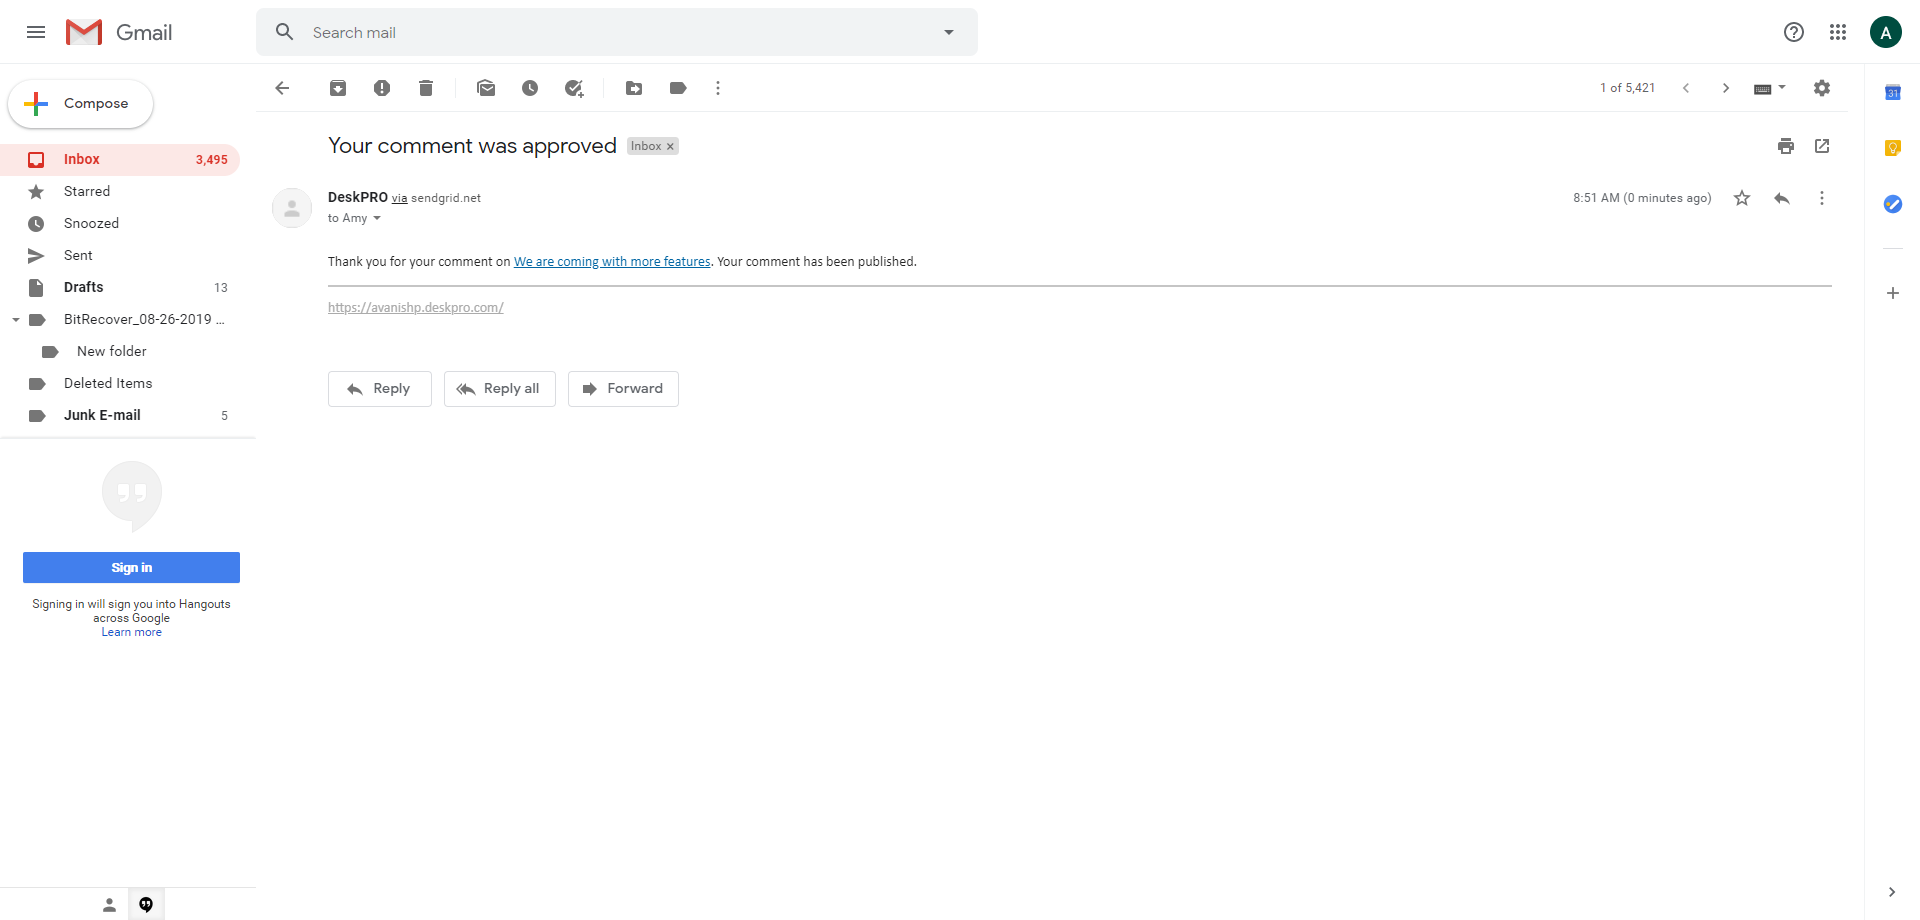 Gmail
Search mail
A
Compose
1 of 5,421
31
Inbox 3,495
Starred
Snoozed
Sent
Drafts 13
BitRecover_08-26-2019 ...
New folder
Deleted Items
Junk E-mail 5
Your comment was approved Inbox ×
DeskPRO via sendgrid.net 8:51 AM (0 minutes ago)
to Amy
Thank you for your comment on We are coming with more features. Your comment has been published.
https://avanishp.deskpro.com/
Reply Reply all Forward
Sign in
Signing in will sign you into Hangouts
across Google
Learn more